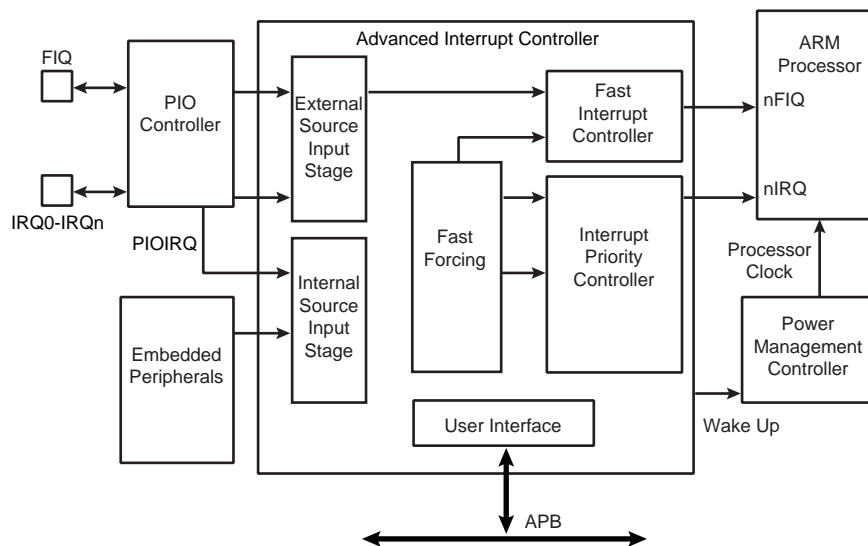 Advanced Interrupt Controller
FIQ
PIO
Controller
IRQ0-IRQn
PIOIRQ
Embedded
Peripherals
External
Source
Input
Stage
Internal
Source
Input
Stage
Fast
Forcing
Fast
Interrupt
Controller
Interrupt
Priority
Controller
User Interface
APB
ARM
Processor
nFIQ
nIRQ
Processor
Clock
Power
Management
Controller
Wake Up